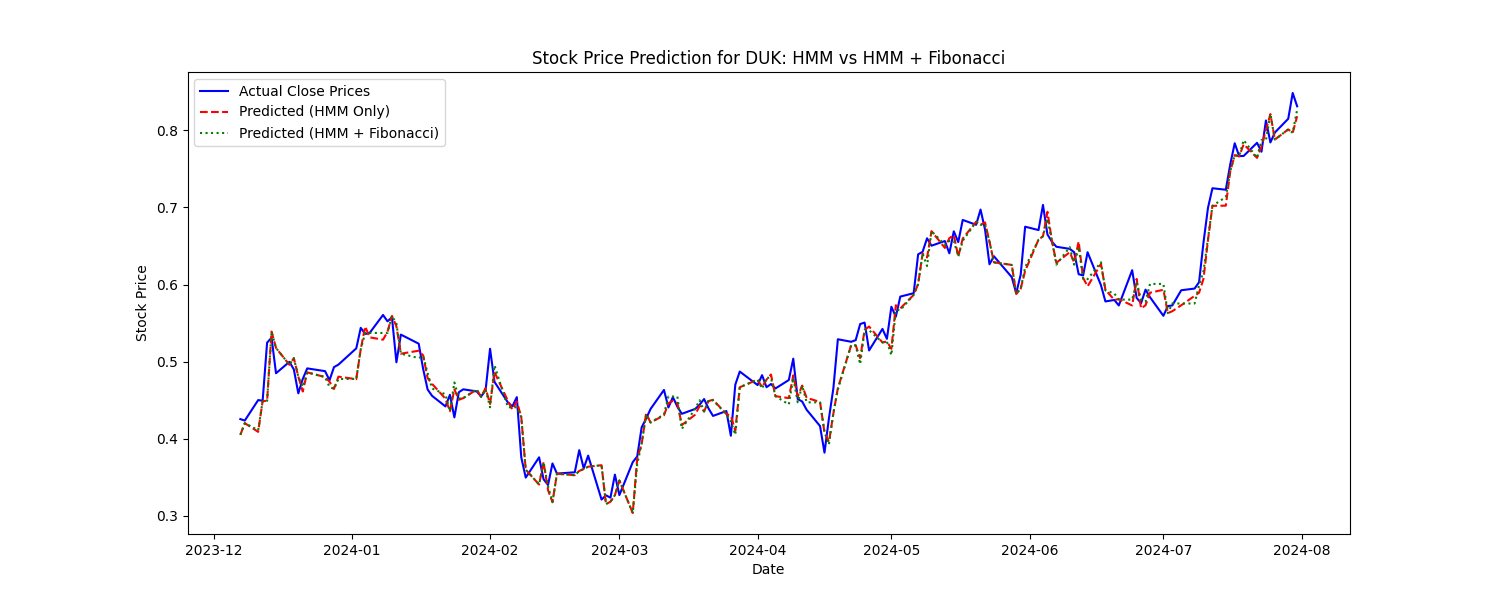 Stock Price Prediction for DUK: HMM vs HMM + Fibonacci
Actual Close Prices
Predicted (HMM Only)
Predicted (HMM + Fibonacci)
Stock Price
0.8
0.7
0.6
0.5
0.4
0.3
2023-12 2024-01 2024-02 2024-03 2024-04 2024-05 2024-06 2024-07 2024-08
Date